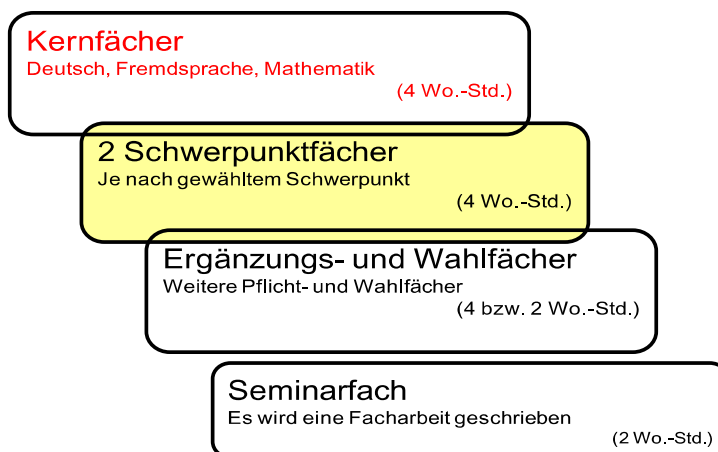 Kernfächer
Deutsch, Fremdsprache, Mathematik
(4 Wo.-Std.)
2 Schwerpunktfächer
Je nach gewähltem Schwerpunkt
(4 Wo.-Std.)
Ergänzungs- und Wahlfächer
Weitere Pflicht- und Wahlfächer
(4 bzw. 2 Wo.-Std.)
Seminarfach
Es wird eine Facharbeit geschrieben
(2 Wo.-Std.)